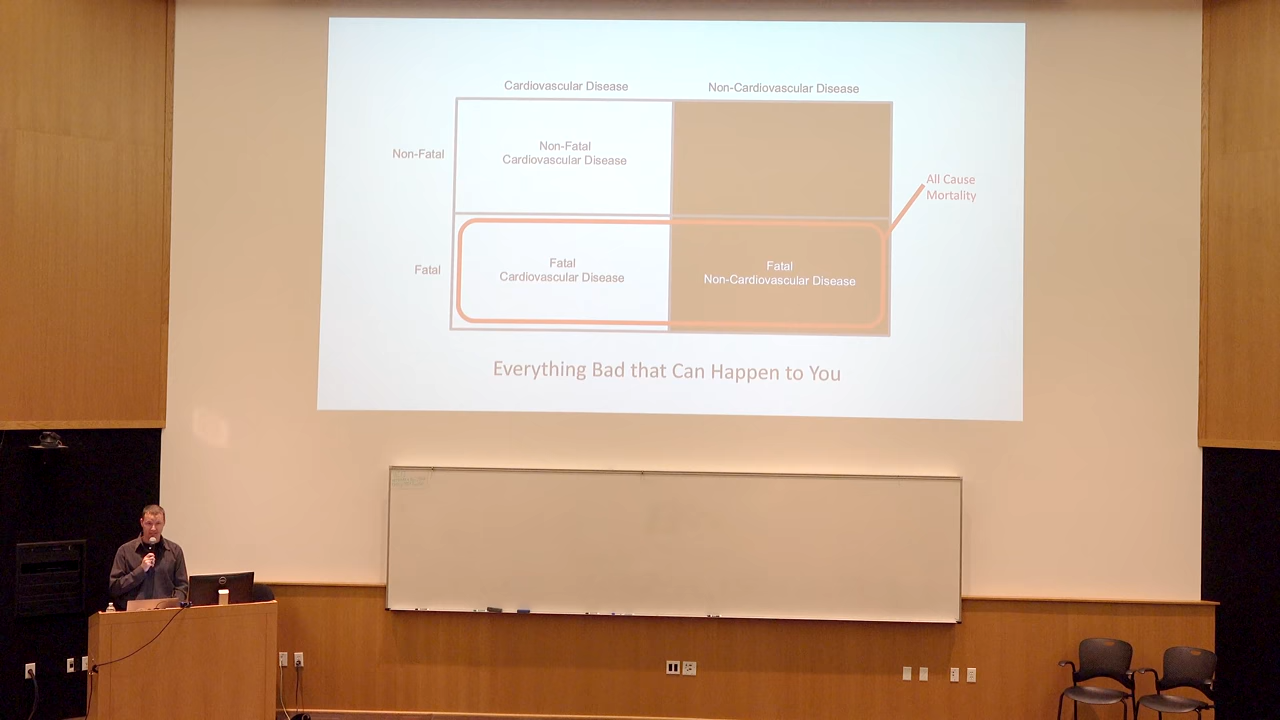 Cardiovascular Disease
Non-Cardiovascular Disease
Non-Fatal
Non-Fatal
Cardiovascular Disease
All Cause
Mortality
Fatal
Fatal
Cardiovascular Disease
Fatal
Non-Cardiovascular Disease
Everything Bad that Can Happen to You